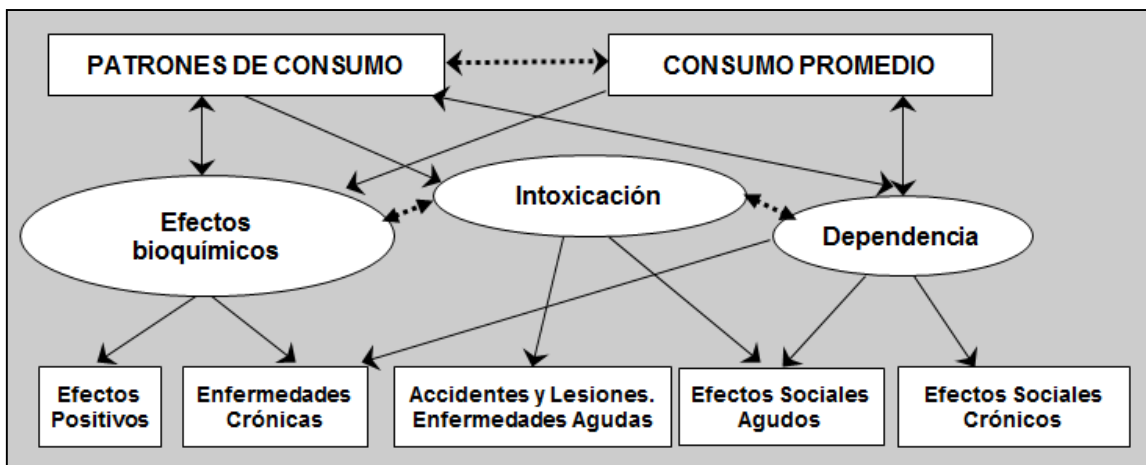 PATRONES DE CONSUMO
CONSUMO PROMEDIO
Efectos
bioquímicos
Intoxicación
Dependencia
Efectos
Positivos
Enfermedades
Crónicas
Accidentes y Lesiones.
Enfermedades Agudas
Efectos Sociales
Agudos
Efectos Sociales
Crónicos